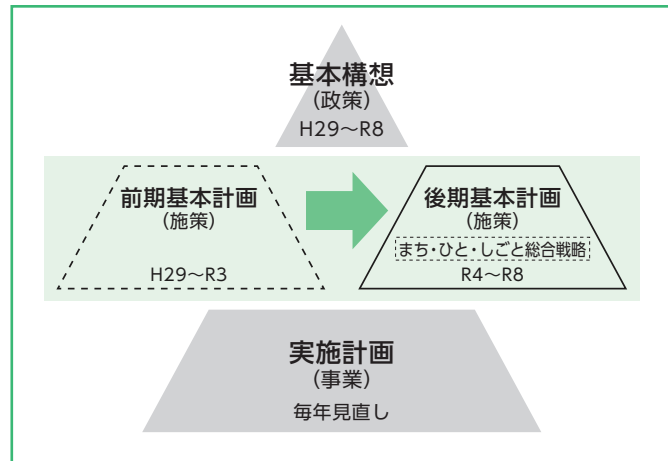 基本構想
(政策)
H29～R8
前期基本計画
(施策)
H29～R3
後期基本計画
(施策)
まち・ひと・しごと総合戦略
R4～R8
実施計画
(事業)
毎年見直し